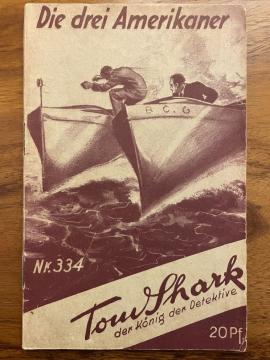 Die drei Amerikaner
B.C.G
Nr. 334
Tom Shark
der König der Detektive
20 Pf.